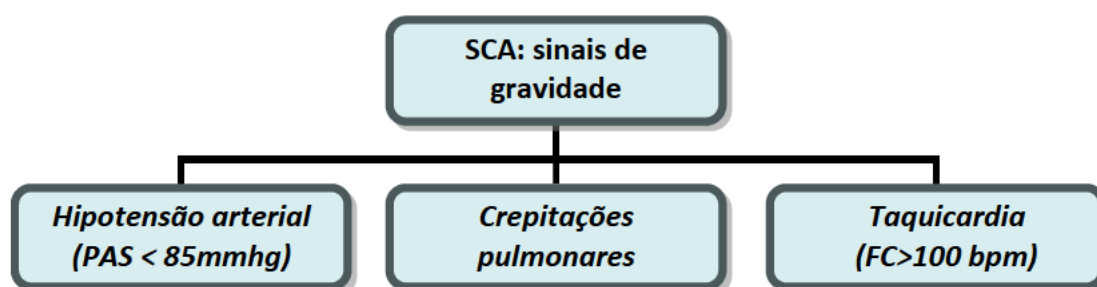 SCA: sinais de
gravidade
Hipotensão arterial
(PAS < 85mmhg)
Crepitações
pulmonares
Taquicardia
(FC>100 bpm)